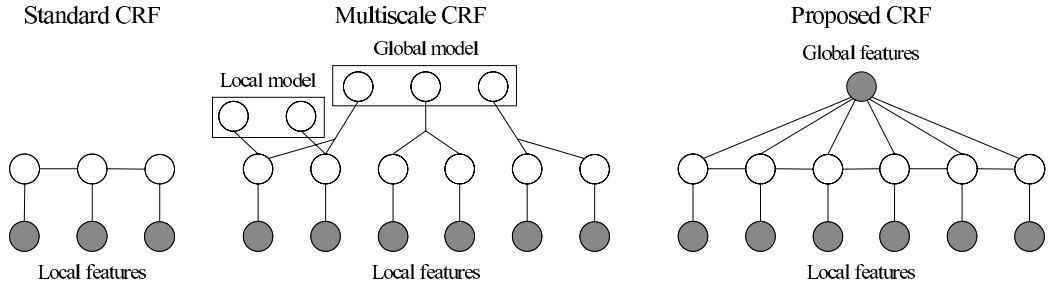 Standard CRF
Multiscale CRF
Proposed CRF
Global model
Local model
Global features
Local features
Local features
Local features